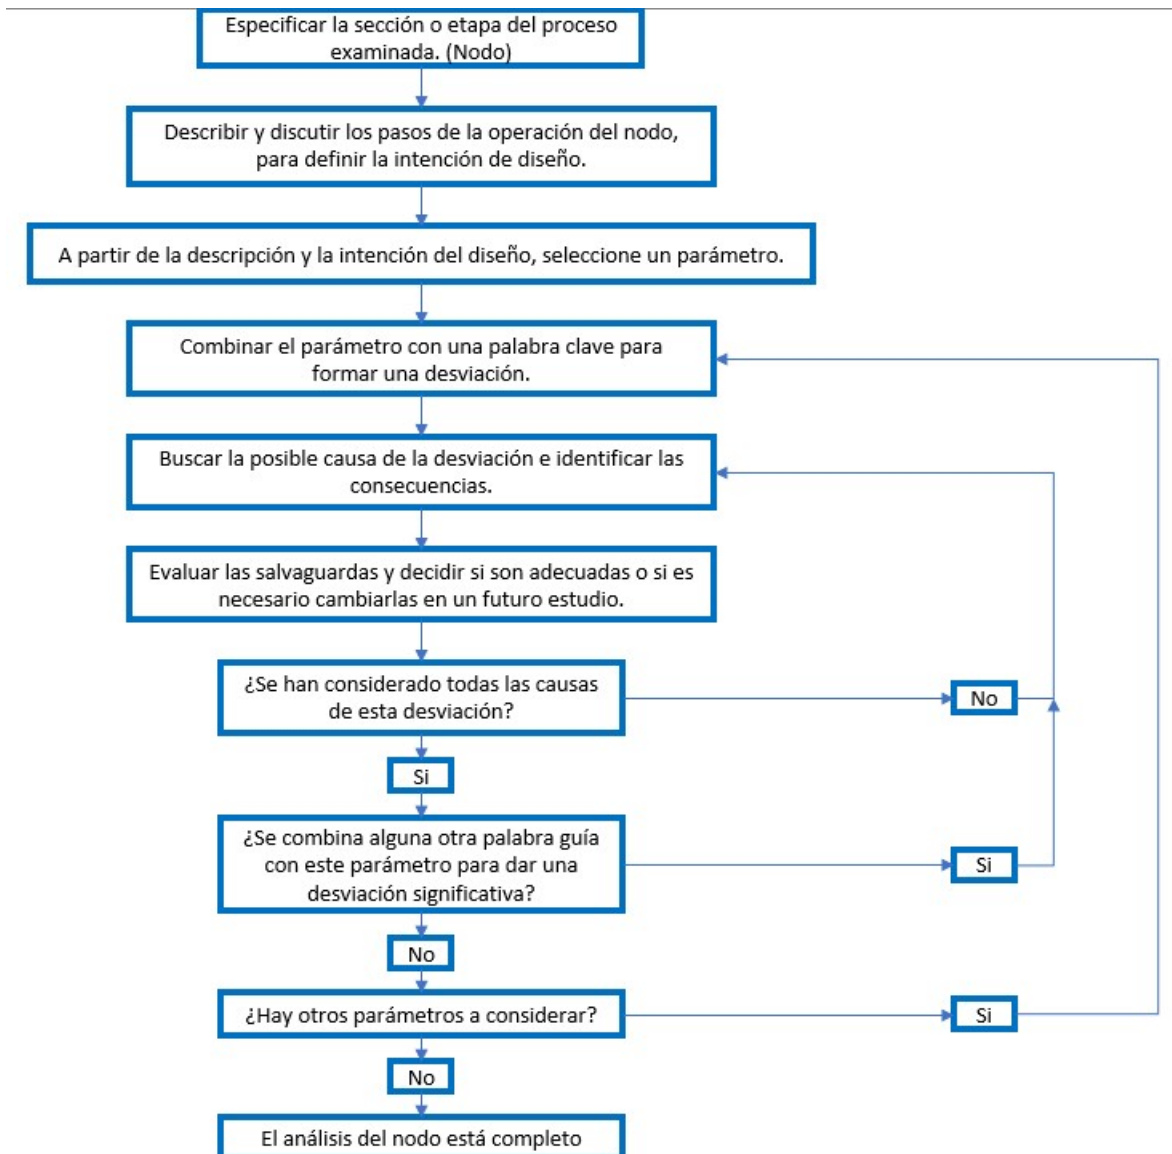 Especificar la sección o etapa del proceso
examinada. (Nodo)
Describir y discutir los pasos de la operación del nodo,
para definir la intención de diseño.
A partir de la descripción y la intención del diseño, seleccione un parámetro.
Combinar el parámetro con una palabra clave para
formar una desviación.
Buscar la posible causa de la desviación e identificar las
consecuencias.
Evaluar las salvaguardas y decidir si son adecuadas o si es
necesario cambiarlas en un futuro estudio.
¿Se han considerado todas las causas
de esta desviación?
No
Si
¿Se combina alguna otra palabra guía
con este parámetro para dar una
desviación significativa?
Si
No
¿Hay otros parámetros a considerar?
Si
No
El análisis del nodo está completo